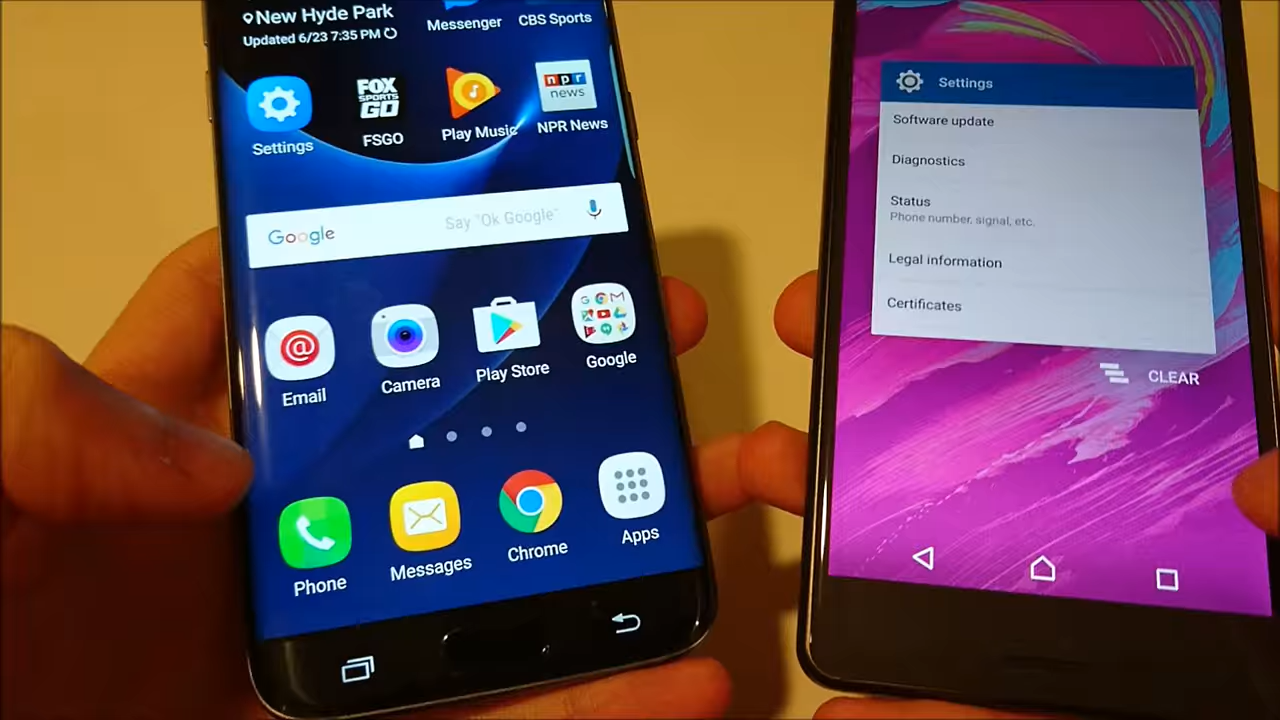 New Hyde Park
Updated 6/23 7:35 PM
Messenger
CBS Sports
FOX
SPORTS
GO
npr
news
Settings
FSGO
Play Music
NPR News
Google
Say "Ok Google"
@
G
Email
Camera
Play Store
Google
Phone
Messages
Chrome
Apps
Settings
Software update
Diagnostics
Status
Phone number, signal, etc.
Legal information
Certificates
CLEAR